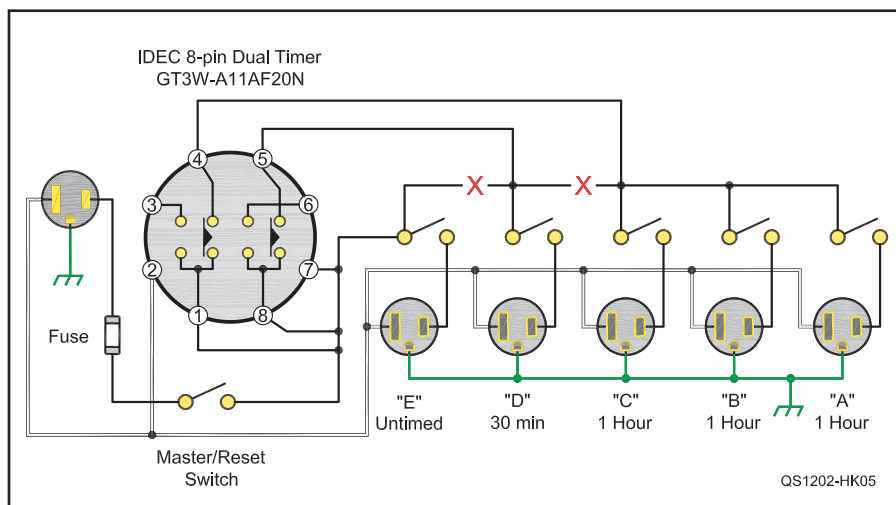 IDEC 8-pin Dual Timer
GT3W-A11AF20N
4
5
3
6
X
X
2
7
1
8
Fuse
Master/Reset
Switch
"E"
Untimed
"D"
30 min
"C"
1 Hour
"B"
1 Hour
"A"
1 Hour
QS1202-HK05